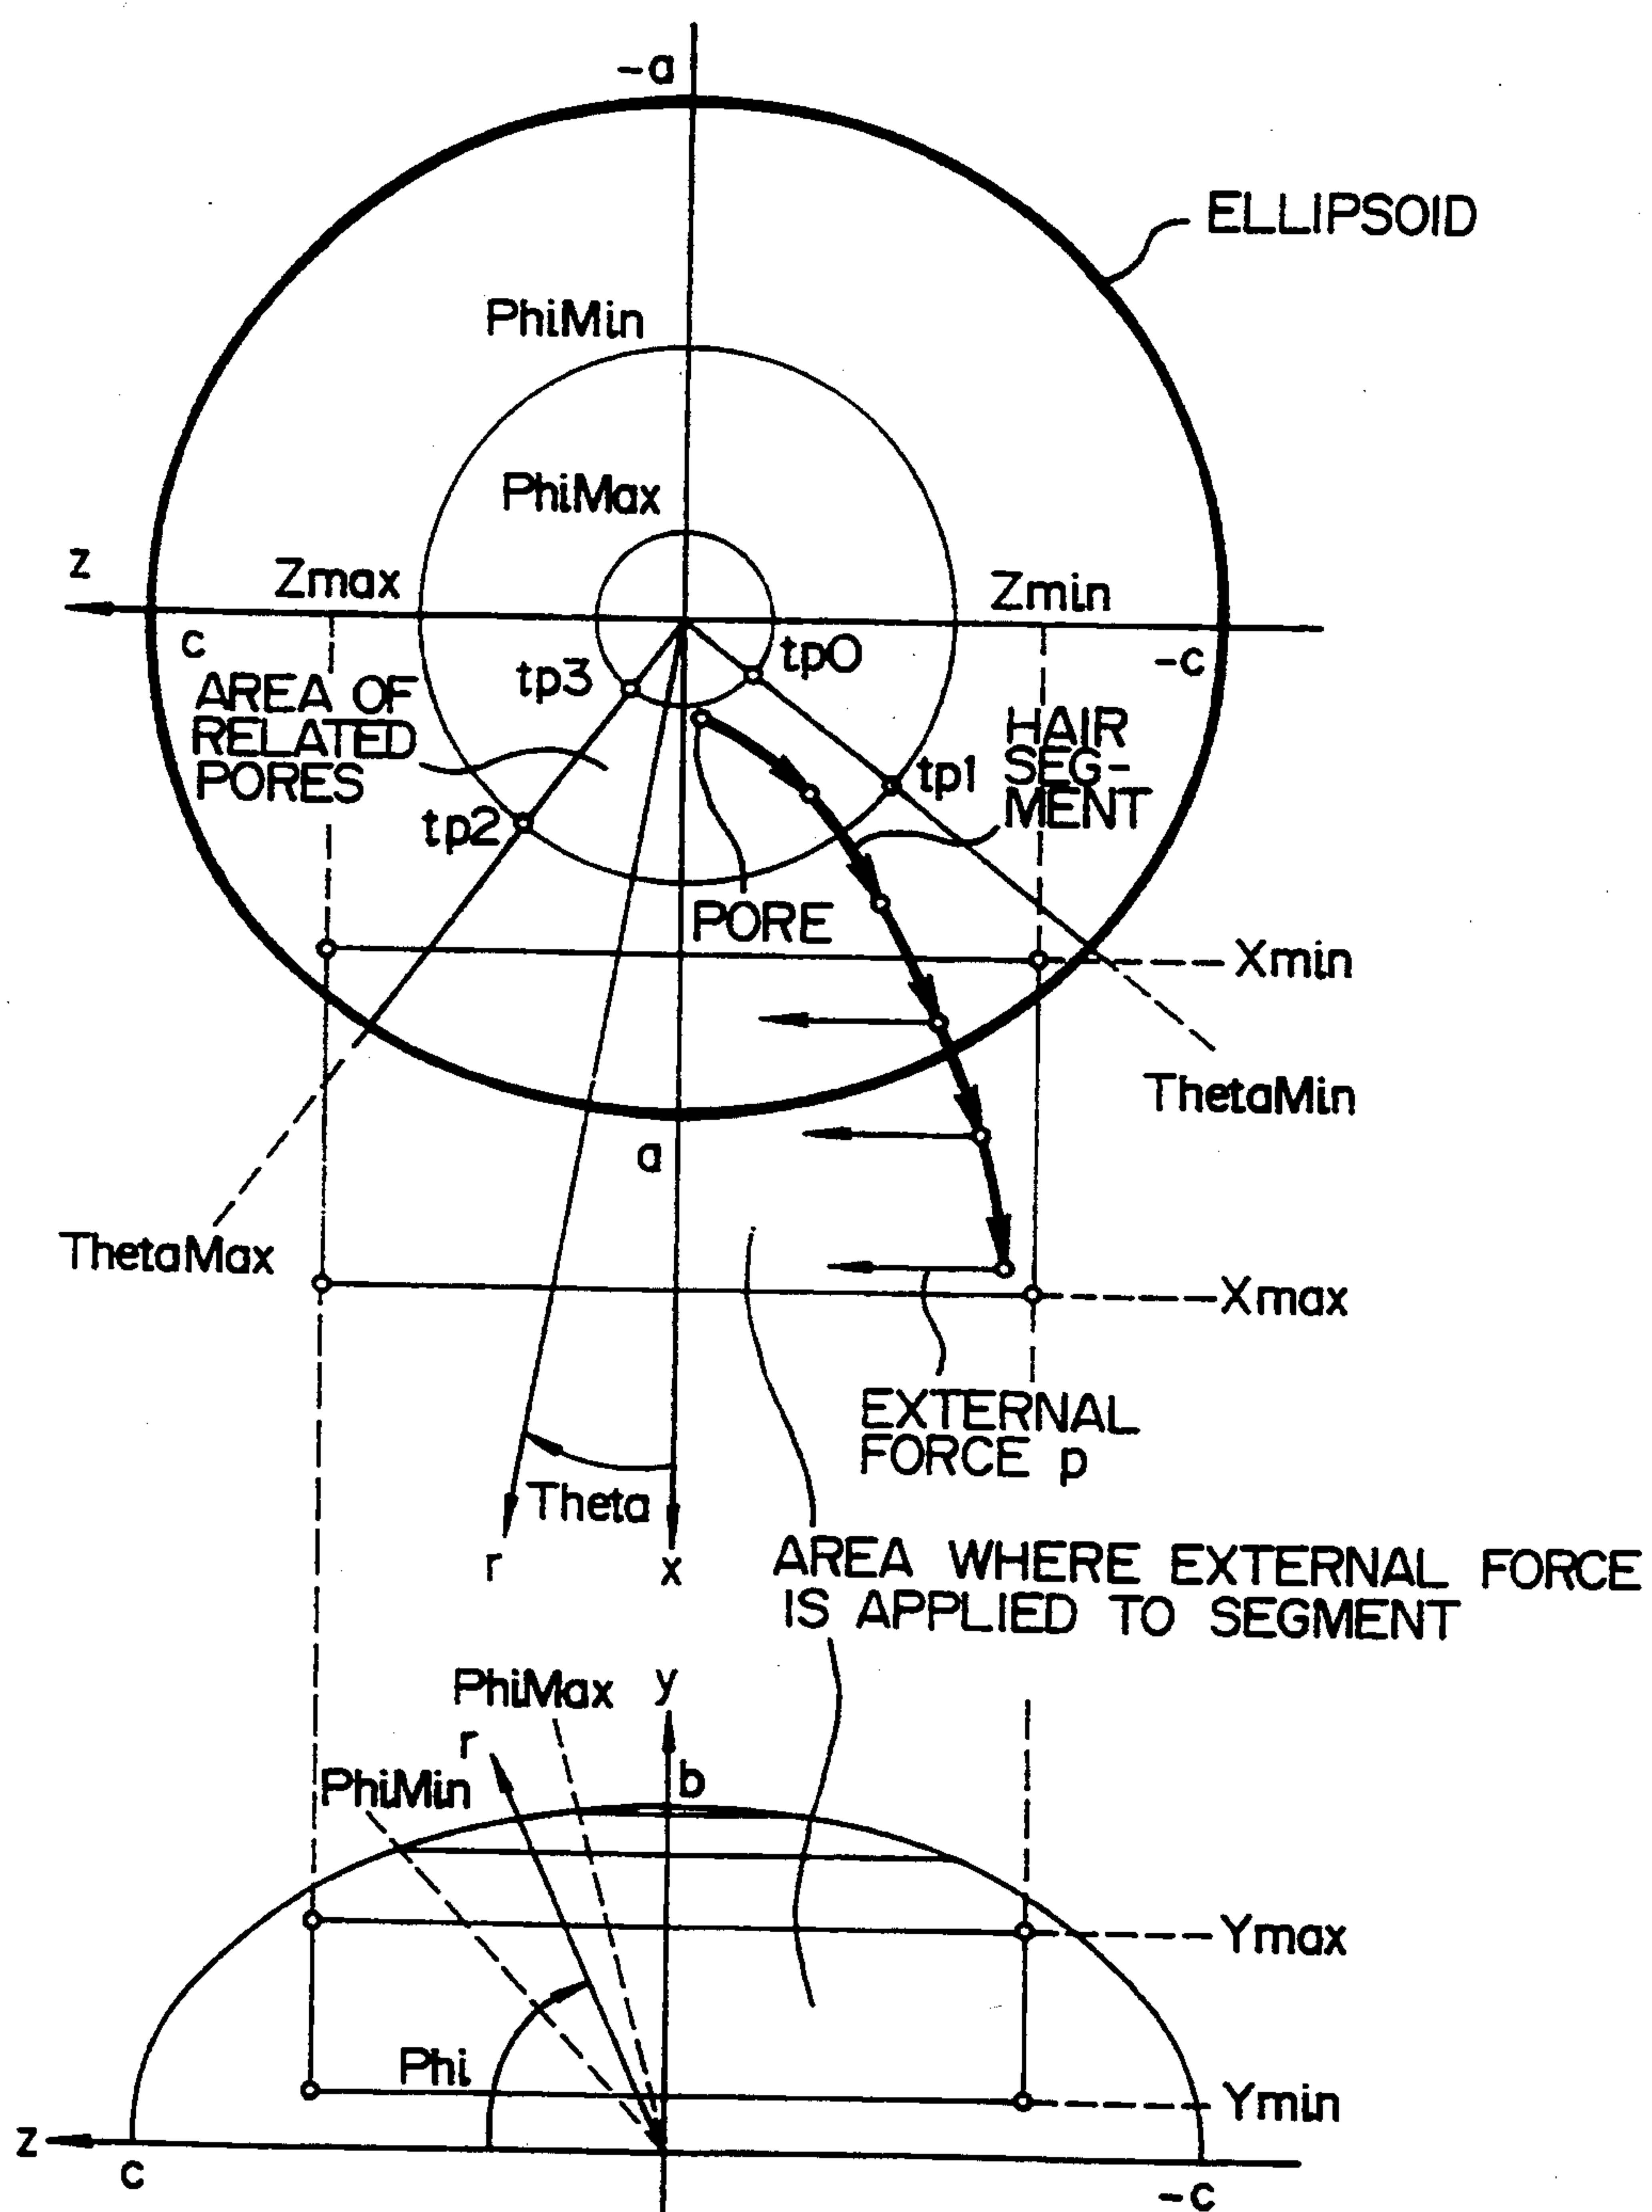 -a
ELLIPSOID
PhiMin
PhiMax
z
Zmax
Zmin
c
-c
tp3
tp0
AREA OF
RELATED
PORES
HAIR
SEG-
MENT
tp1
tp2
PORE
Xmin
ThetaMin
a
ThetaMax
Xmax
EXTERNAL
FORCE p
Theta
r
x
AREA WHERE EXTERNAL FORCE
IS APPLIED TO SEGMENT
PhiMax
y
r
b
PhiMin
Ymax
Phi
Ymin
z
c
-c